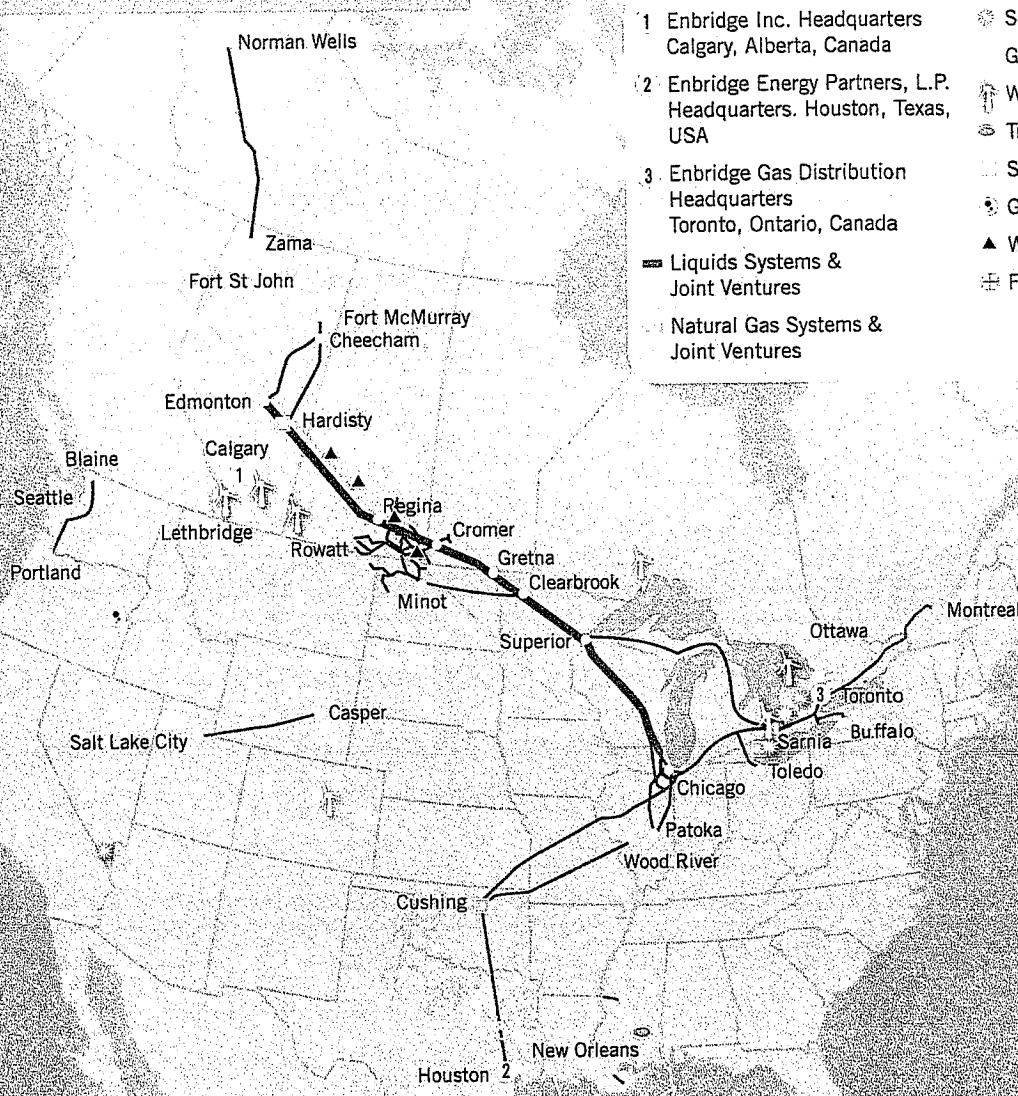 Norman Wells
Zama
Fort St John
Fort McMurray
Cheecham
Edmonton
Hardisty
Calgary
1
Blaine
Seattle
Portland
Lethbridge
Regina
Rowatt
Cromer
Gretna
Minot
Clearbrook
Superior
Montreal
Ottawa
3
Toronto
Buffalo
Sarnia
Toledo
Chicago
Patoka
Wood River
Casper
Salt Lake City
Cushing
New Orleans
Houston
2
1 Enbridge Inc. Headquarters
Calgary, Alberta, Canada
2 Enbridge Energy Partners, L.P.
Headquarters. Houston, Texas,
USA
3 Enbridge Gas Distribution
Headquarters
Toronto, Ontario, Canada
Liquids Systems &
Joint Ventures
Natural Gas Systems &
Joint Ventures
S
G
W
S
G
W
F